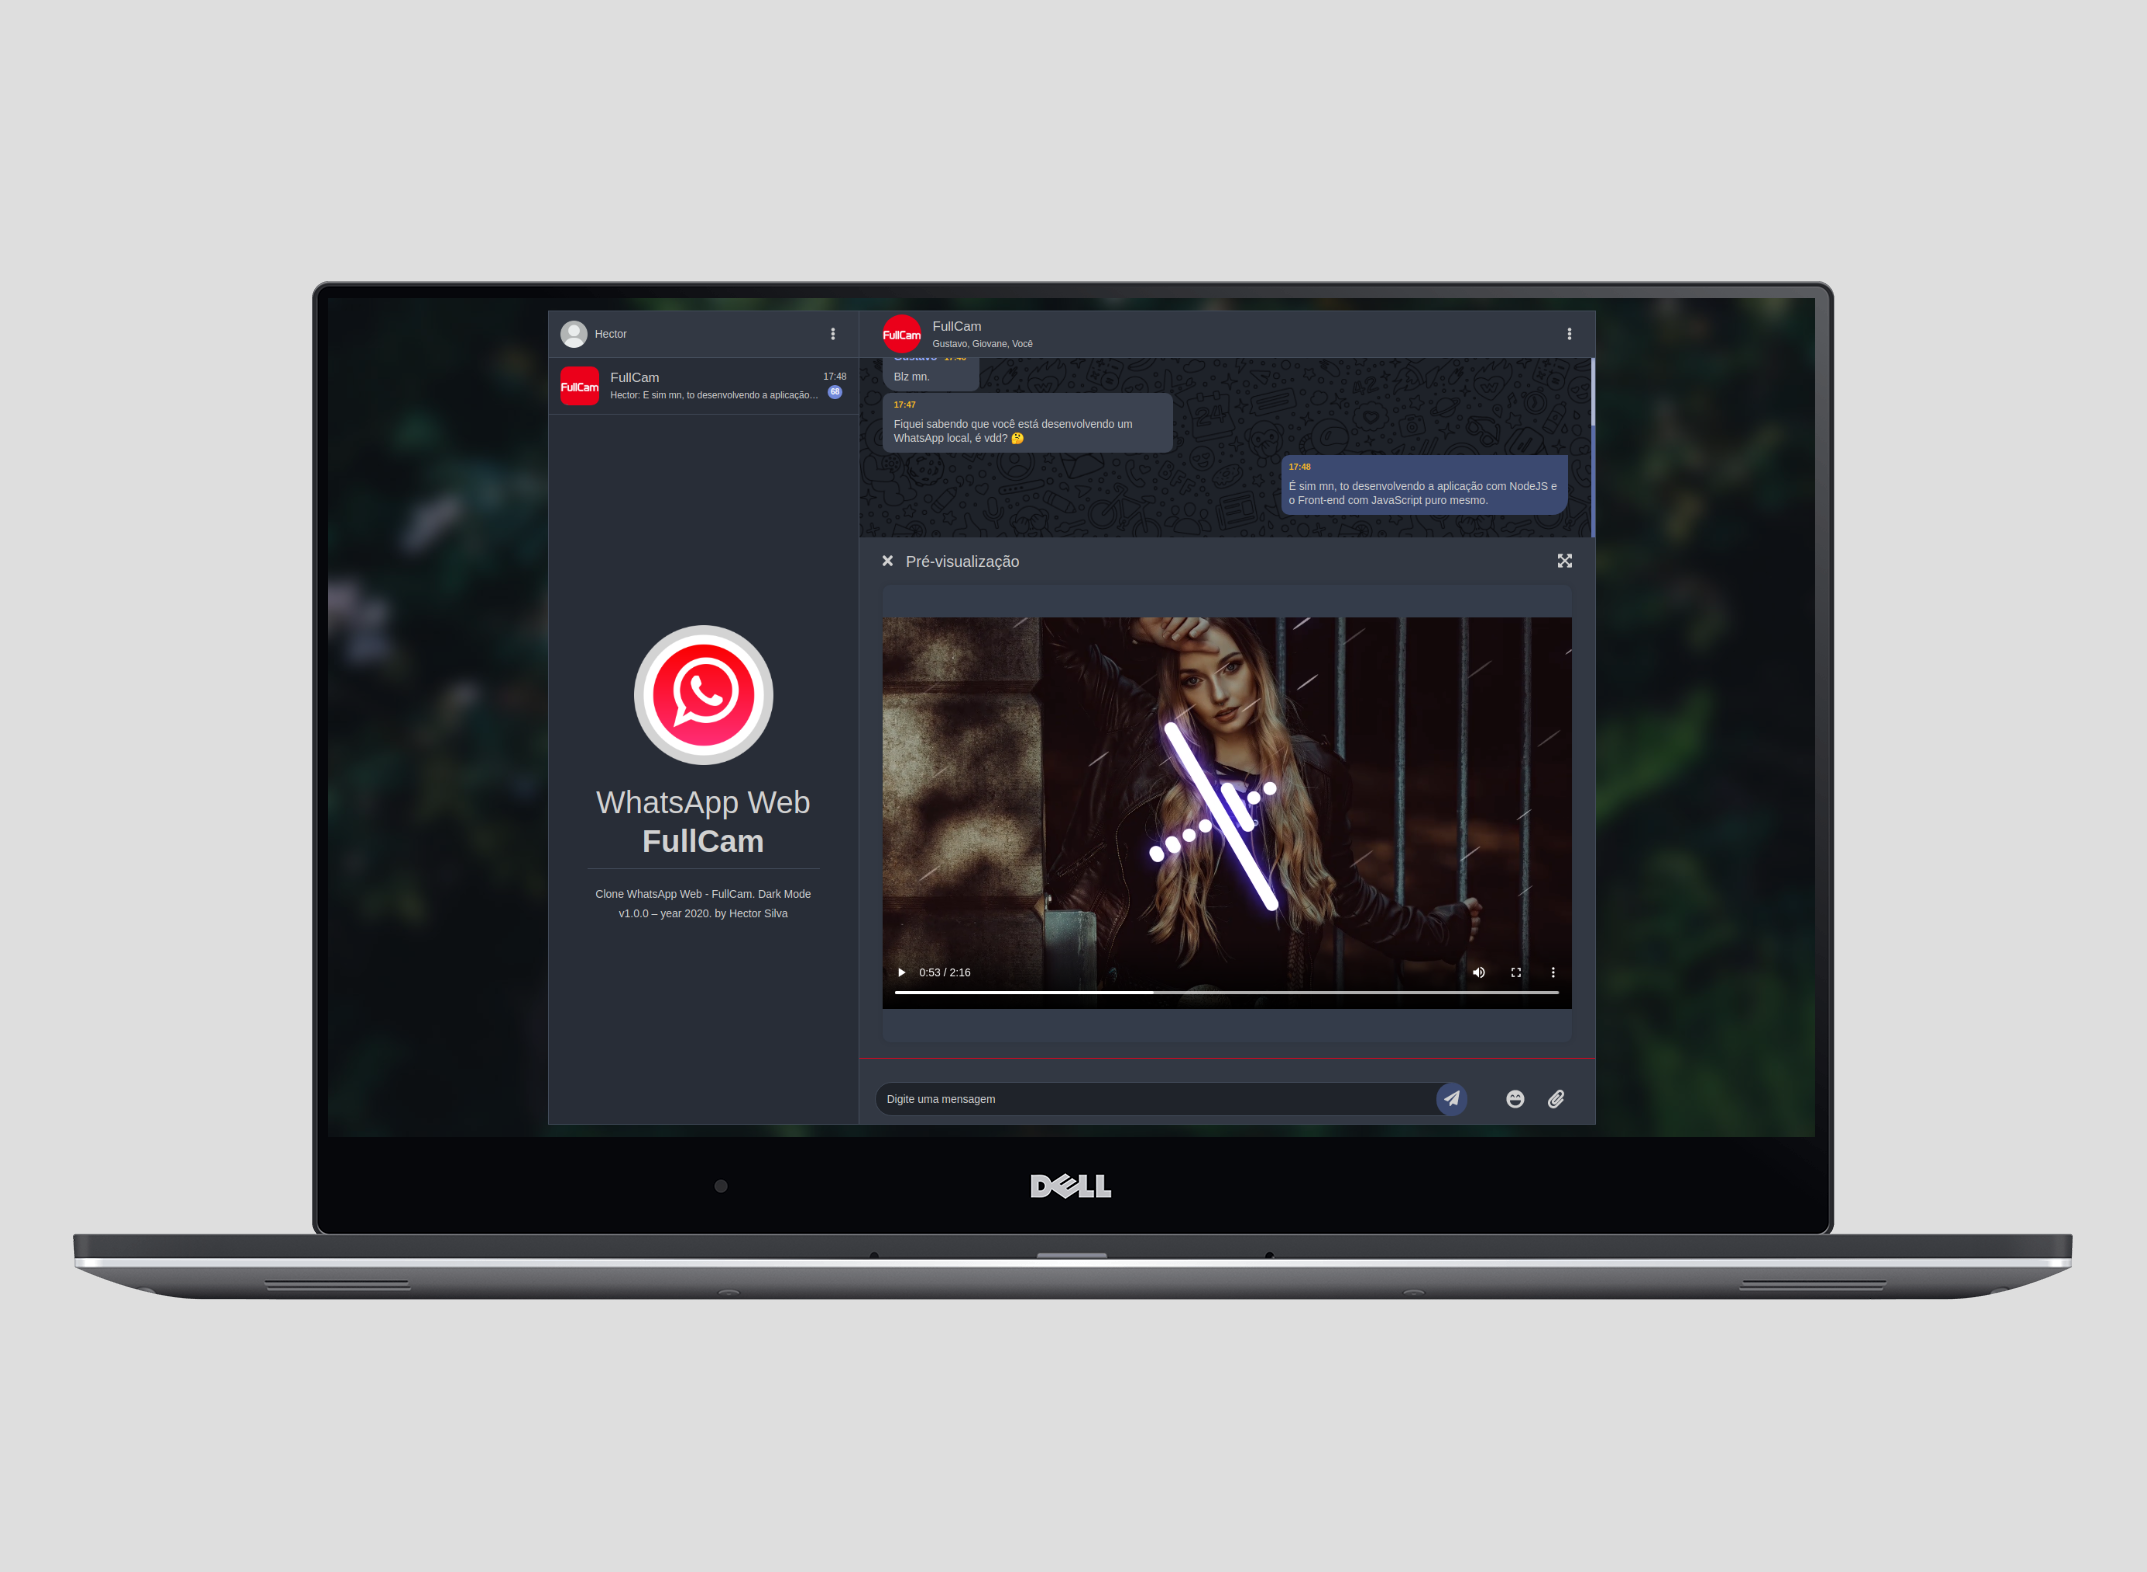 Hector
FullCam
FullCam
17:48
Hector: E sim mn, to desenvolvendo a aplicação...
68
FullCam
WhatsApp Web
FullCam
Clone WhatsApp Web - FullCam. Dark Mode
v1.0.0 – year 2020. by Hector Silva
FullCam
FullCam
Gustavo, Giovane, Você
Blz mn.
17:47
Fiquei sabendo que você está desenvolvendo um
WhatsApp local, é vdd? 🤔
17:48
É sim mn, to desenvolvendo a aplicação com NodeJS e
o Front-end com JavaScript puro mesmo.
Pré-visualização
0:53 / 2:16
Digite uma mensagem
DELL